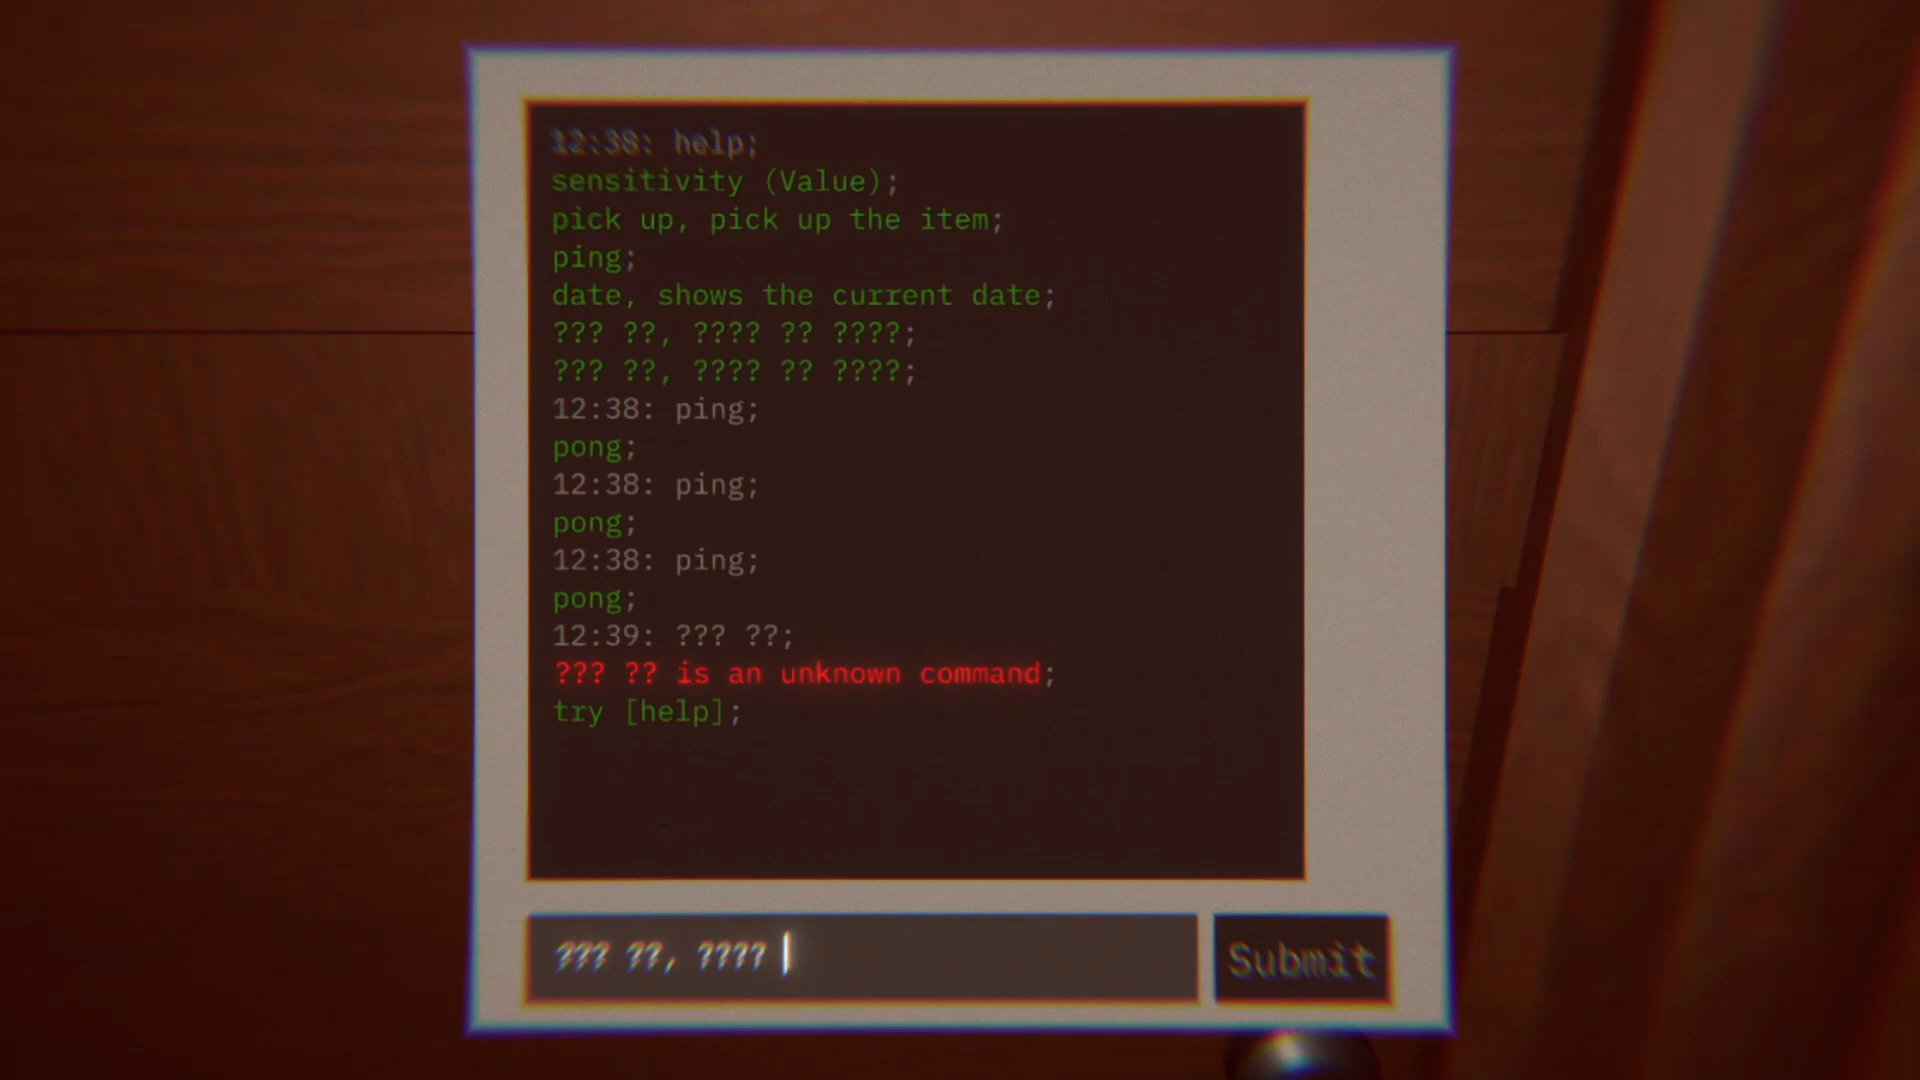 12:38: help;
sensitivity (Value);
pick up, pick up the item;
ping;
date, shows the current date;
??? ??, ???? ?? ????;
??? ??, ???? ?? ????;
12:38: ping;
pong;
12:38: ping;
pong;
12:38: ping;
pong;
12:39: ??? ??;
??? ?? is an unknown command;
try [help];
??? ??, ????
Submit